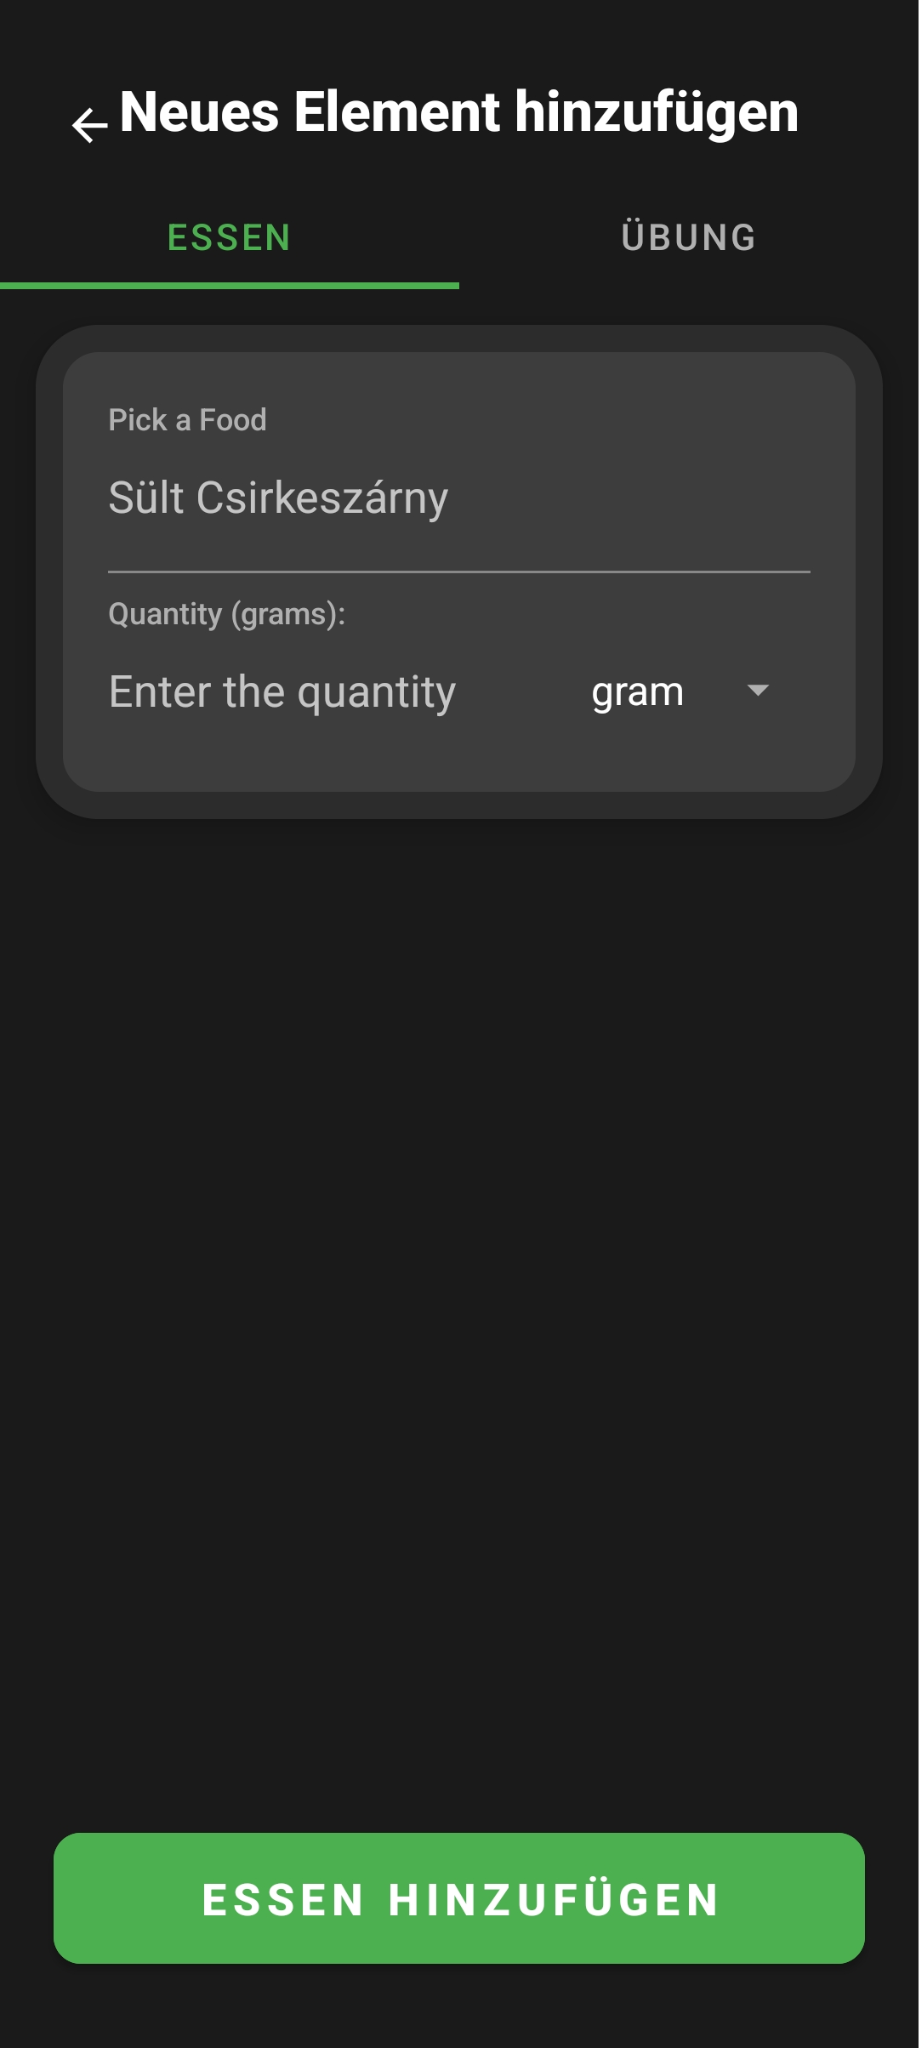 Neues Element hinzufügen
ESSEN
ÜBUNG
Pick a Food
Sült Csirkeszárny
Quantity (grams):
Enter the quantity
gram
ESSEN HINZUFÜGEN